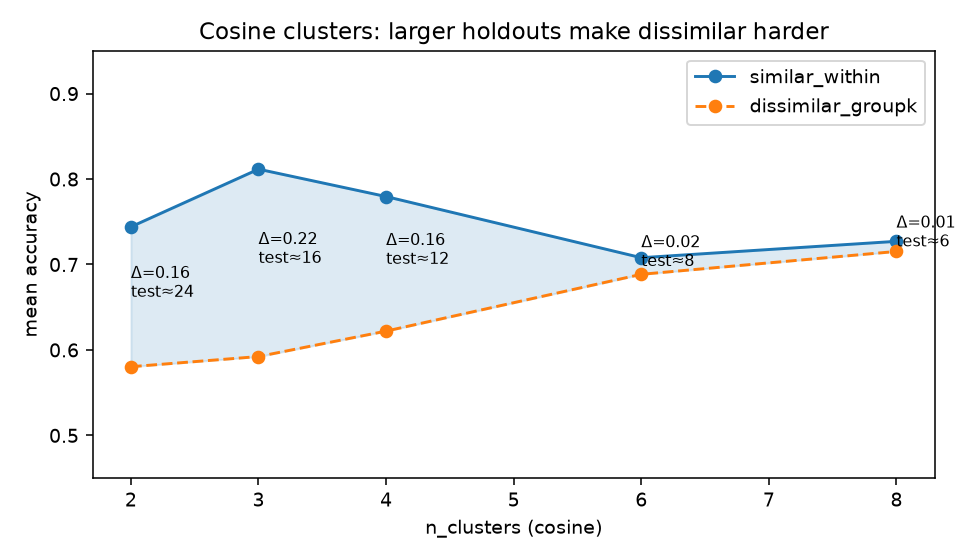 Cosine clusters: larger holdouts make dissimilar harder
similar_within
dissimilar_groupk
mean accuracy
0.9
0.8
0.7
0.6
0.5
Δ=0.16
test≈24
Δ=0.22
test≈16
Δ=0.16
test≈12
Δ=0.02
test≈8
Δ=0.01
test≈6
2
3
4
5
6
7
8
n_clusters (cosine)